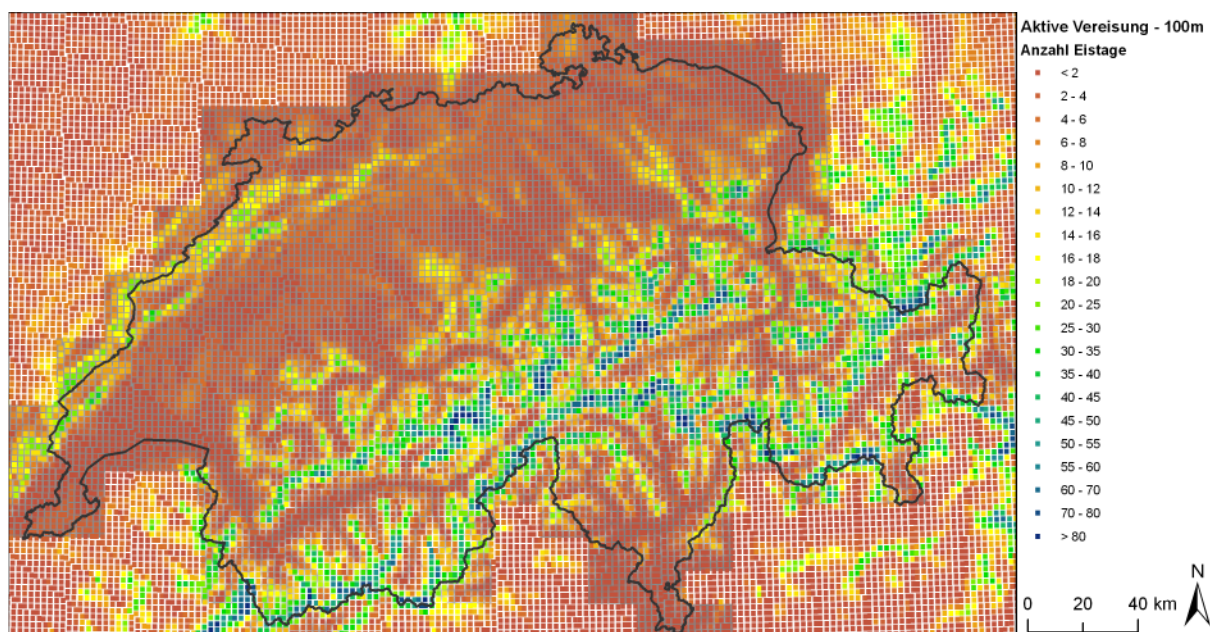 Aktive Vereisung - 100m
Anzahl Eistage
< 2
2 - 4
4 - 6
6 - 8
8 - 10
10 - 12
12 - 14
14 - 16
16 - 18
18 - 20
20 - 25
25 - 30
30 - 35
35 - 40
40 - 45
45 - 50
50 - 55
55 - 60
60 - 70
70 - 80
> 80
N
0 20 40 km